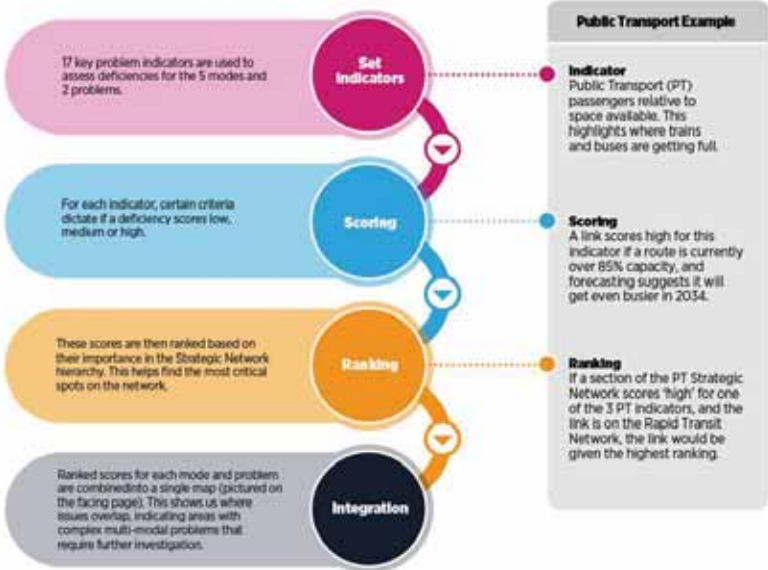 Public Transport Example
17 key problem indicators are used to
assess deficiencies for the 5 modes and
2 problems.
Set
Indicators
Indicator
Public Transport (PT)
passengers relative to
space available. This
highlights where trains
and buses are getting full.
For each indicator, certain criteria
dictate if a deficiency scores low,
medium or high.
Scoring
Scoring
A link scores high for this
indicator if a route is currently
over 85% capacity, and
forecasting suggests it will
get even busier in 2034.
These scores are then ranked based on
their importance in the Strategic Network
hierarchy. This helps find the most critical
spots on the network.
Ranking
Ranking
If a section of the PT Strategic
Network scores 'high' for one
of the 3 PT indicators, and the
link is on the Rapid Transit
Network, the link would be
given the highest ranking.
Ranked scores for each mode and problem
are combinedinto a single map (pictured on
the facing page). This shows us where
issues overlap, indicating areas with
complex multi-modal problems that
require further investigation.
Integration